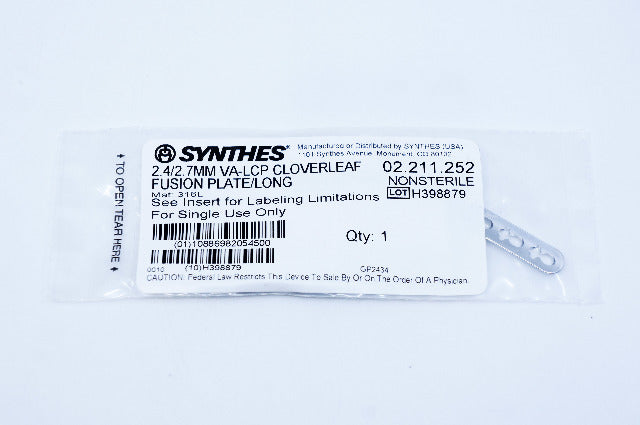 SYNTHES® Manufactured or Distributed by SYNTHES (USA)
1101 Synthes Avenue, Monument, CO 80132
2.4/2.7MM VA-LCP CLOVERLEAF 02.211.252
FUSION PLATE/LONG NONSTERILE
Mat: 316L LOT H398879
See Insert for Labeling Limitations
For Single Use Only
Qty: 1
(01)10886982054500
(10)H398879
0010 GP2434
CAUTION: Federal Law Restricts This Device To Sale By Or On The Order Of A Physician.
TO OPEN TEAR HERE